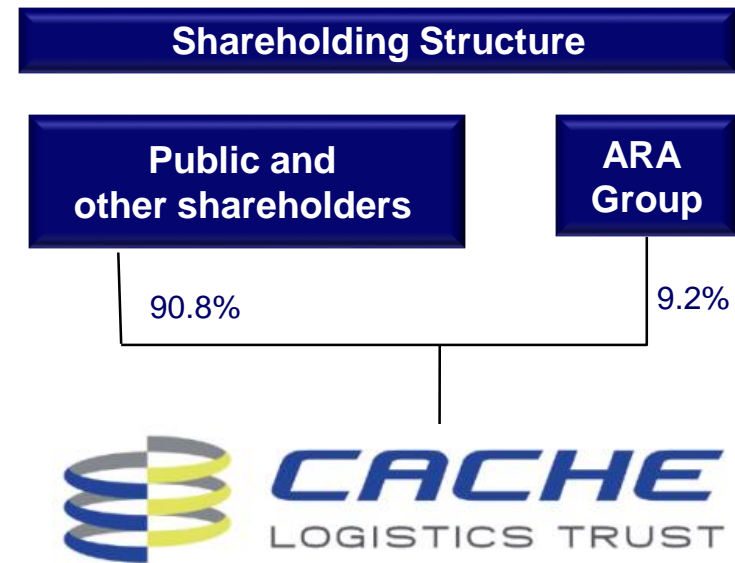 Shareholding Structure
Public and
other shareholders
ARA
Group
90.8%
9.2%
CACHE
LOGISTICS TRUST